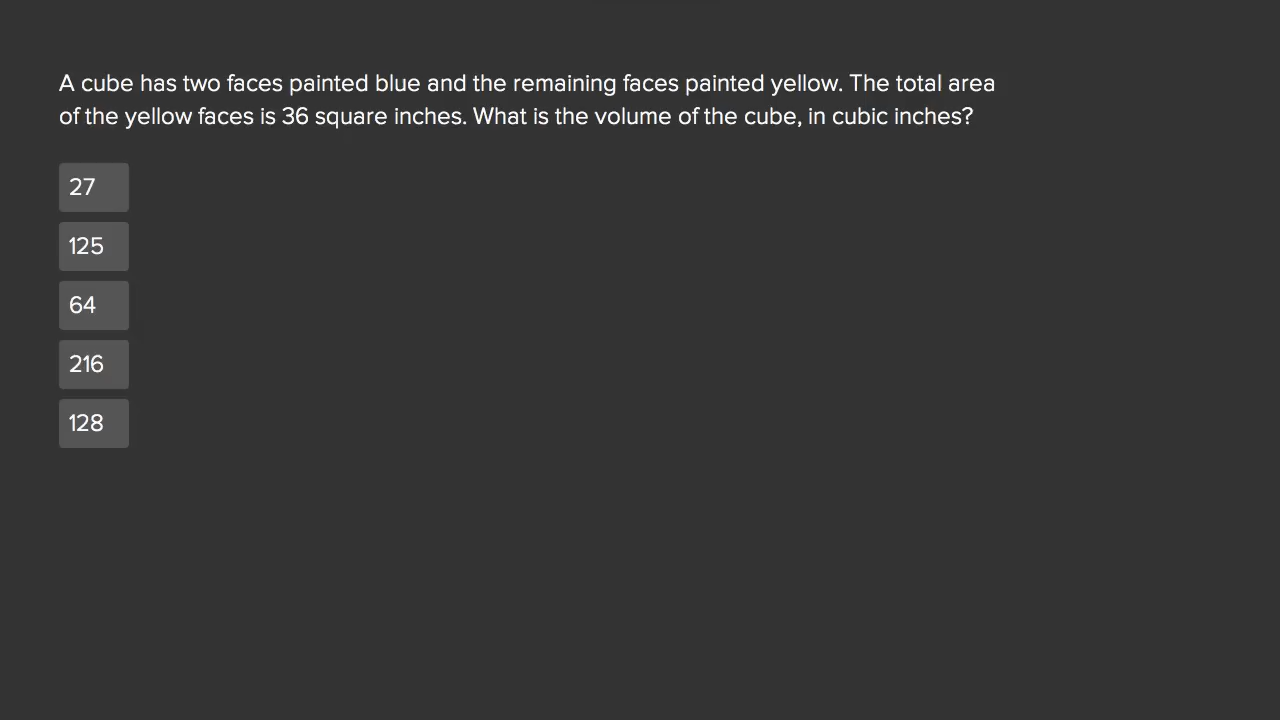 A cube has two faces painted blue and the remaining faces painted yellow. The total area
of the yellow faces is 36 square inches. What is the volume of the cube, in cubic inches?
27
125
64
216
128